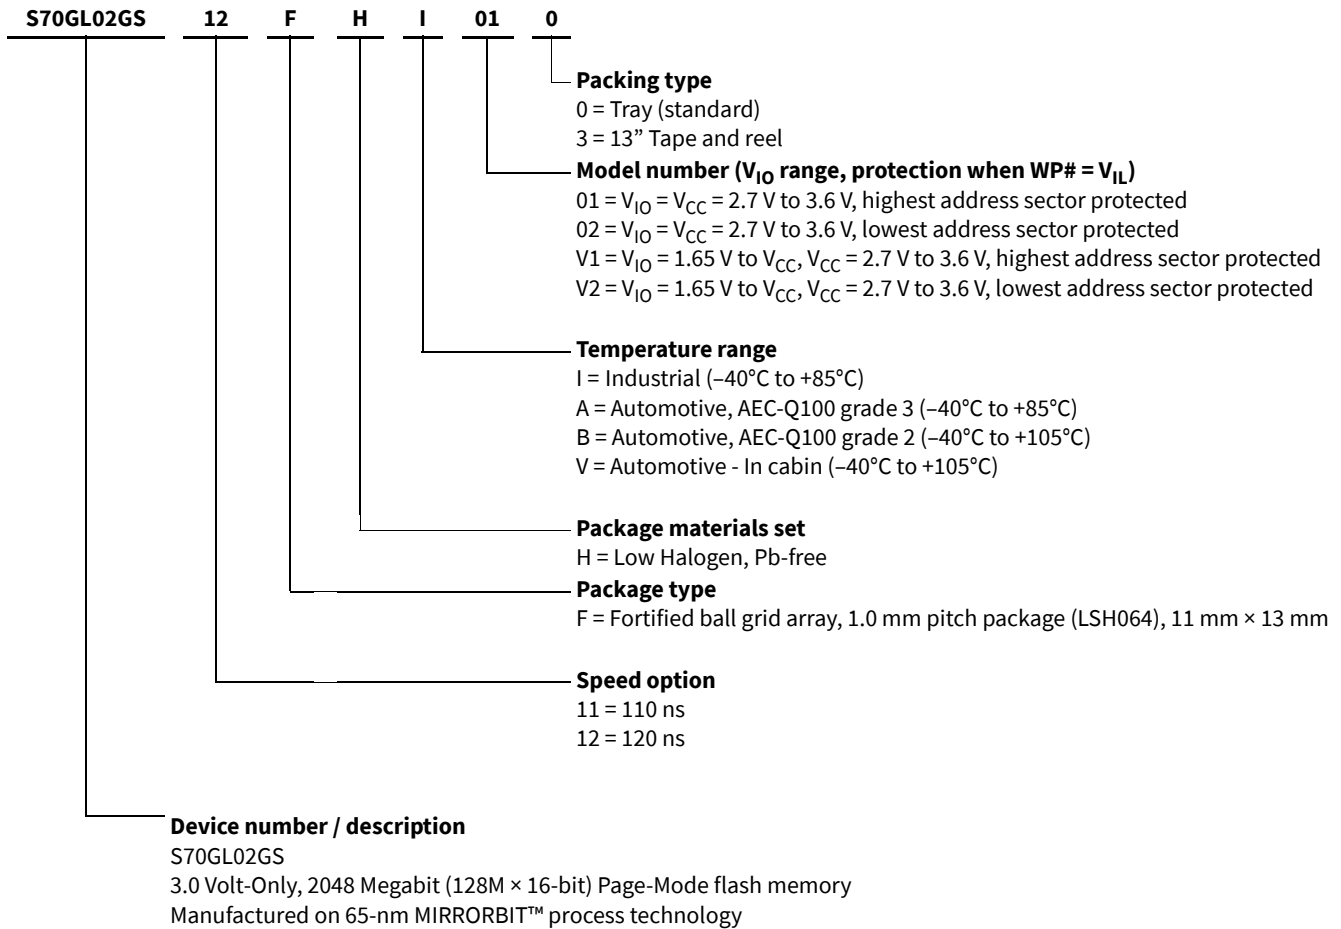 S70GL02GS 12 F H I 01 0
Packing type
0 = Tray (standard)
3 = 13” Tape and reel
Model number (VIO range, protection when WP# = VIL)
01 = VIO = VCC = 2.7 V to 3.6 V, highest address sector protected
02 = VIO = VCC = 2.7 V to 3.6 V, lowest address sector protected
V1 = VIO = 1.65 V to VCC, VCC = 2.7 V to 3.6 V, highest address sector protected
V2 = VIO = 1.65 V to VCC, VCC = 2.7 V to 3.6 V, lowest address sector protected
Temperature range
I = Industrial (–40°C to +85°C)
A = Automotive, AEC-Q100 grade 3 (–40°C to +85°C)
B = Automotive, AEC-Q100 grade 2 (–40°C to +105°C)
V = Automotive - In cabin (–40°C to +105°C)
Package materials set
H = Low Halogen, Pb-free
Package type
F = Fortified ball grid array, 1.0 mm pitch package (LSH064), 11 mm × 13 mm
Speed option
11 = 110 ns
12 = 120 ns
Device number / description
S70GL02GS
3.0 Volt-Only, 2048 Megabit (128M × 16-bit) Page-Mode flash memory
Manufactured on 65-nm MIRRORBIT™ process technology